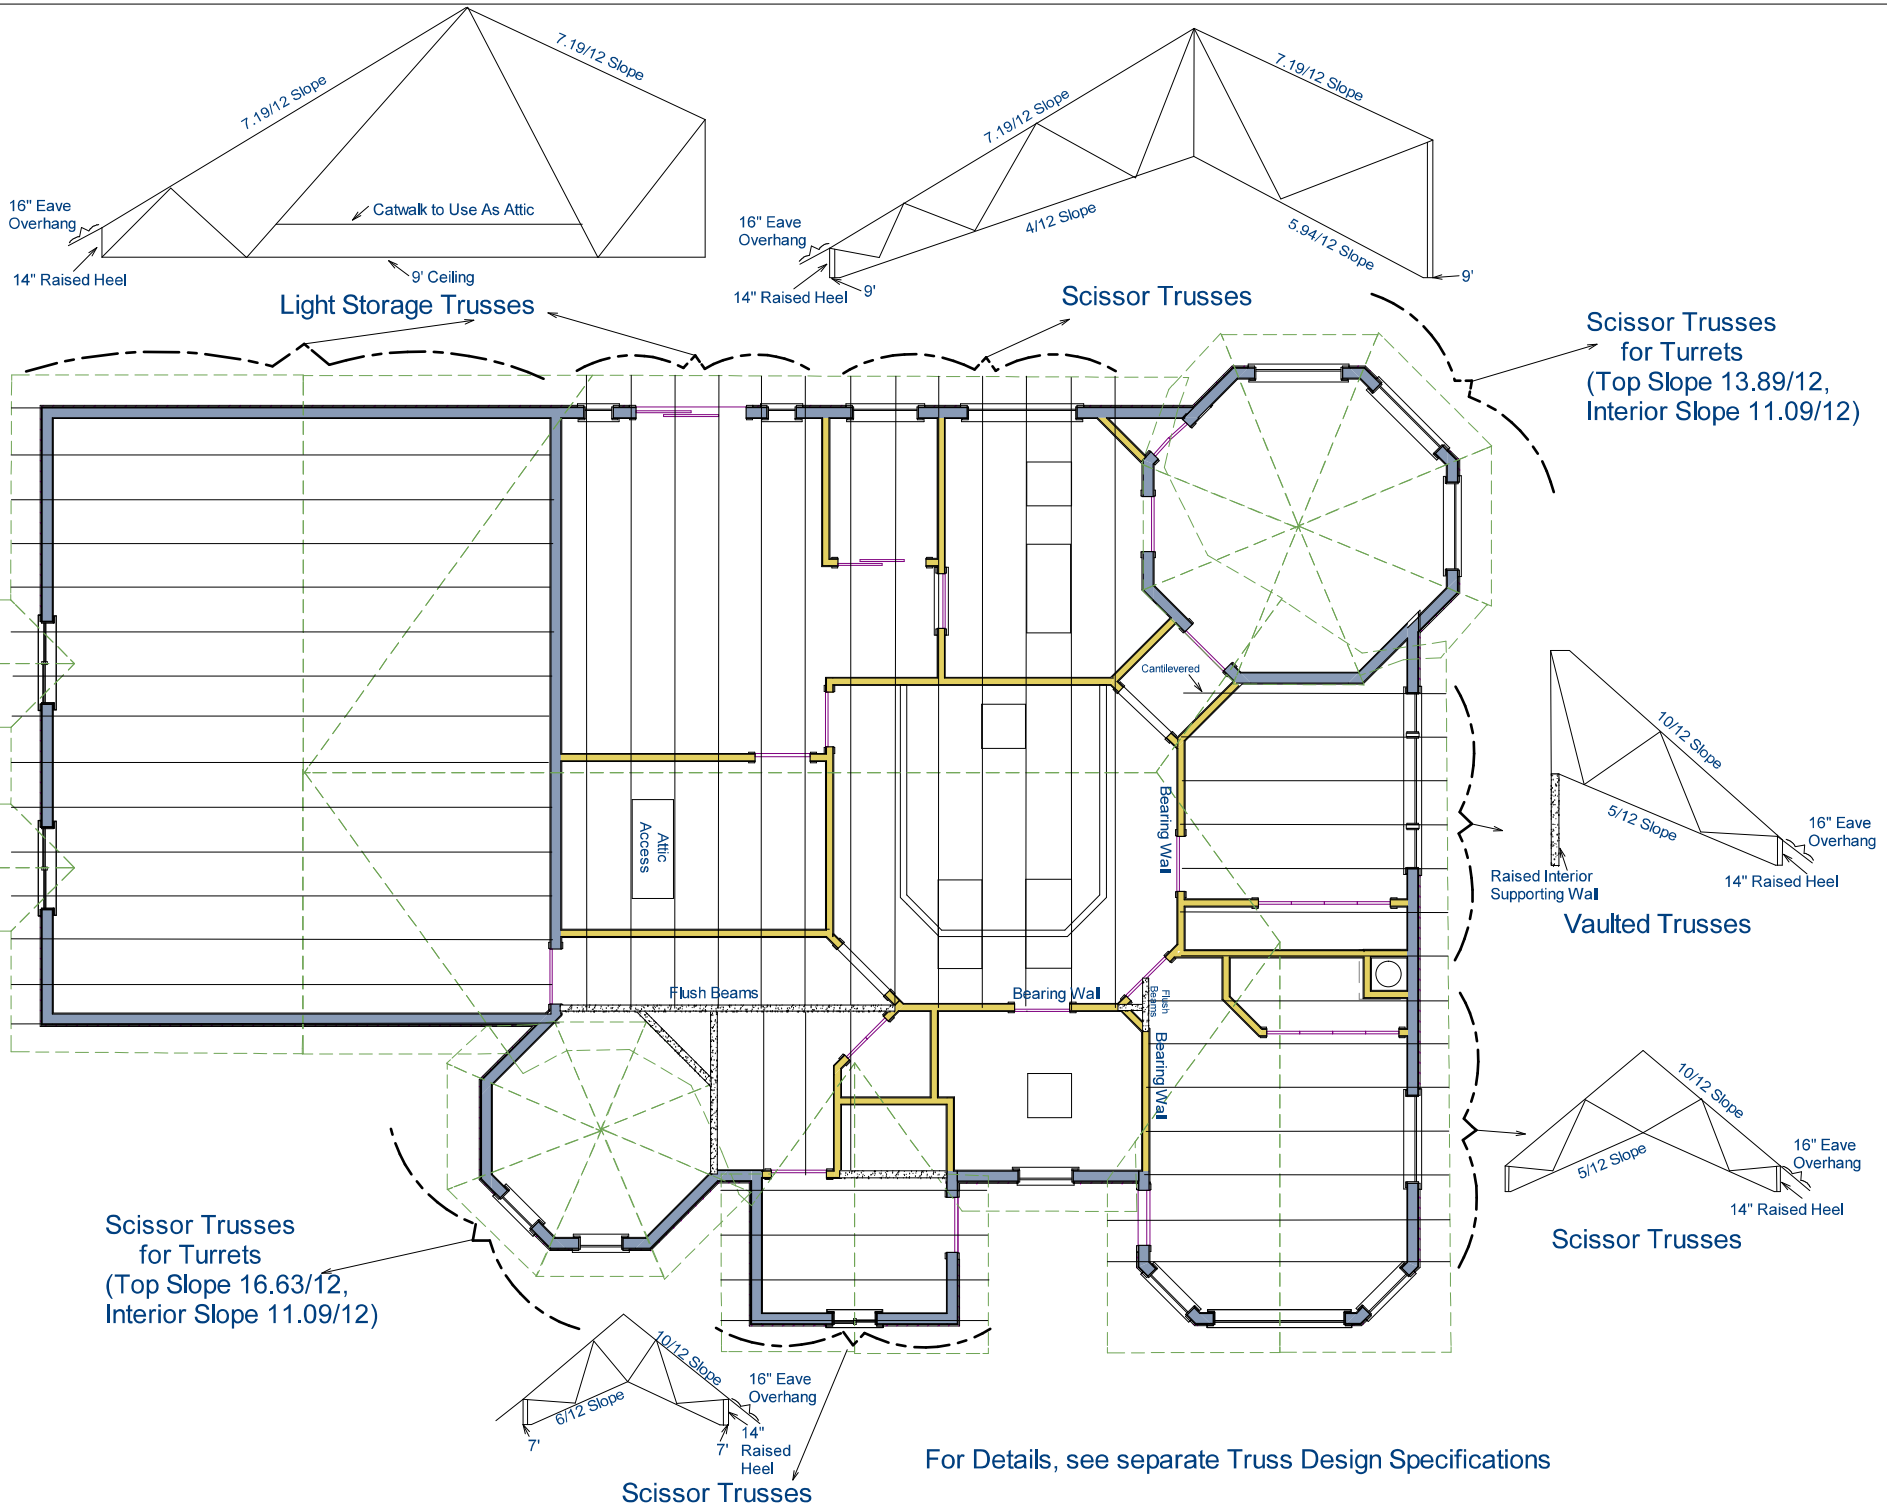 7.19/12 Slope
7.19/12 Slope
16" Eave
Overhang
Catwalk to Use As Attic
14" Raised Heel
9' Ceiling
Light Storage Trusses
7.19/12 Slope
7.19/12 Slope
16" Eave
Overhang
4/12 Slope
5.94/12 Slope
14" Raised Heel
9'
9'
Scissor Trusses
Scissor Trusses
for Turrets
(Top Slope 13.89/12,
Interior Slope 11.09/12)
Cantilevered
Attic
Access
Bearing Wall
10/12 Slope
5/12 Slope
16" Eave
Overhang
Raised Interior
Supporting Wall
14" Raised Heel
Vaulted Trusses
Flush Beams
Bearing Wall
Flush
Beams
Bearing Wall
10/12 Slope
5/12 Slope
16" Eave
Overhang
14" Raised Heel
Scissor Trusses
Scissor Trusses
for Turrets
(Top Slope 16.63/12,
Interior Slope 11.09/12)
10/12 Slope
6/12 Slope
16" Eave
Overhang
7'
7'
14"
Raised
Heel
Scissor Trusses
For Details, see separate Truss Design Specifications